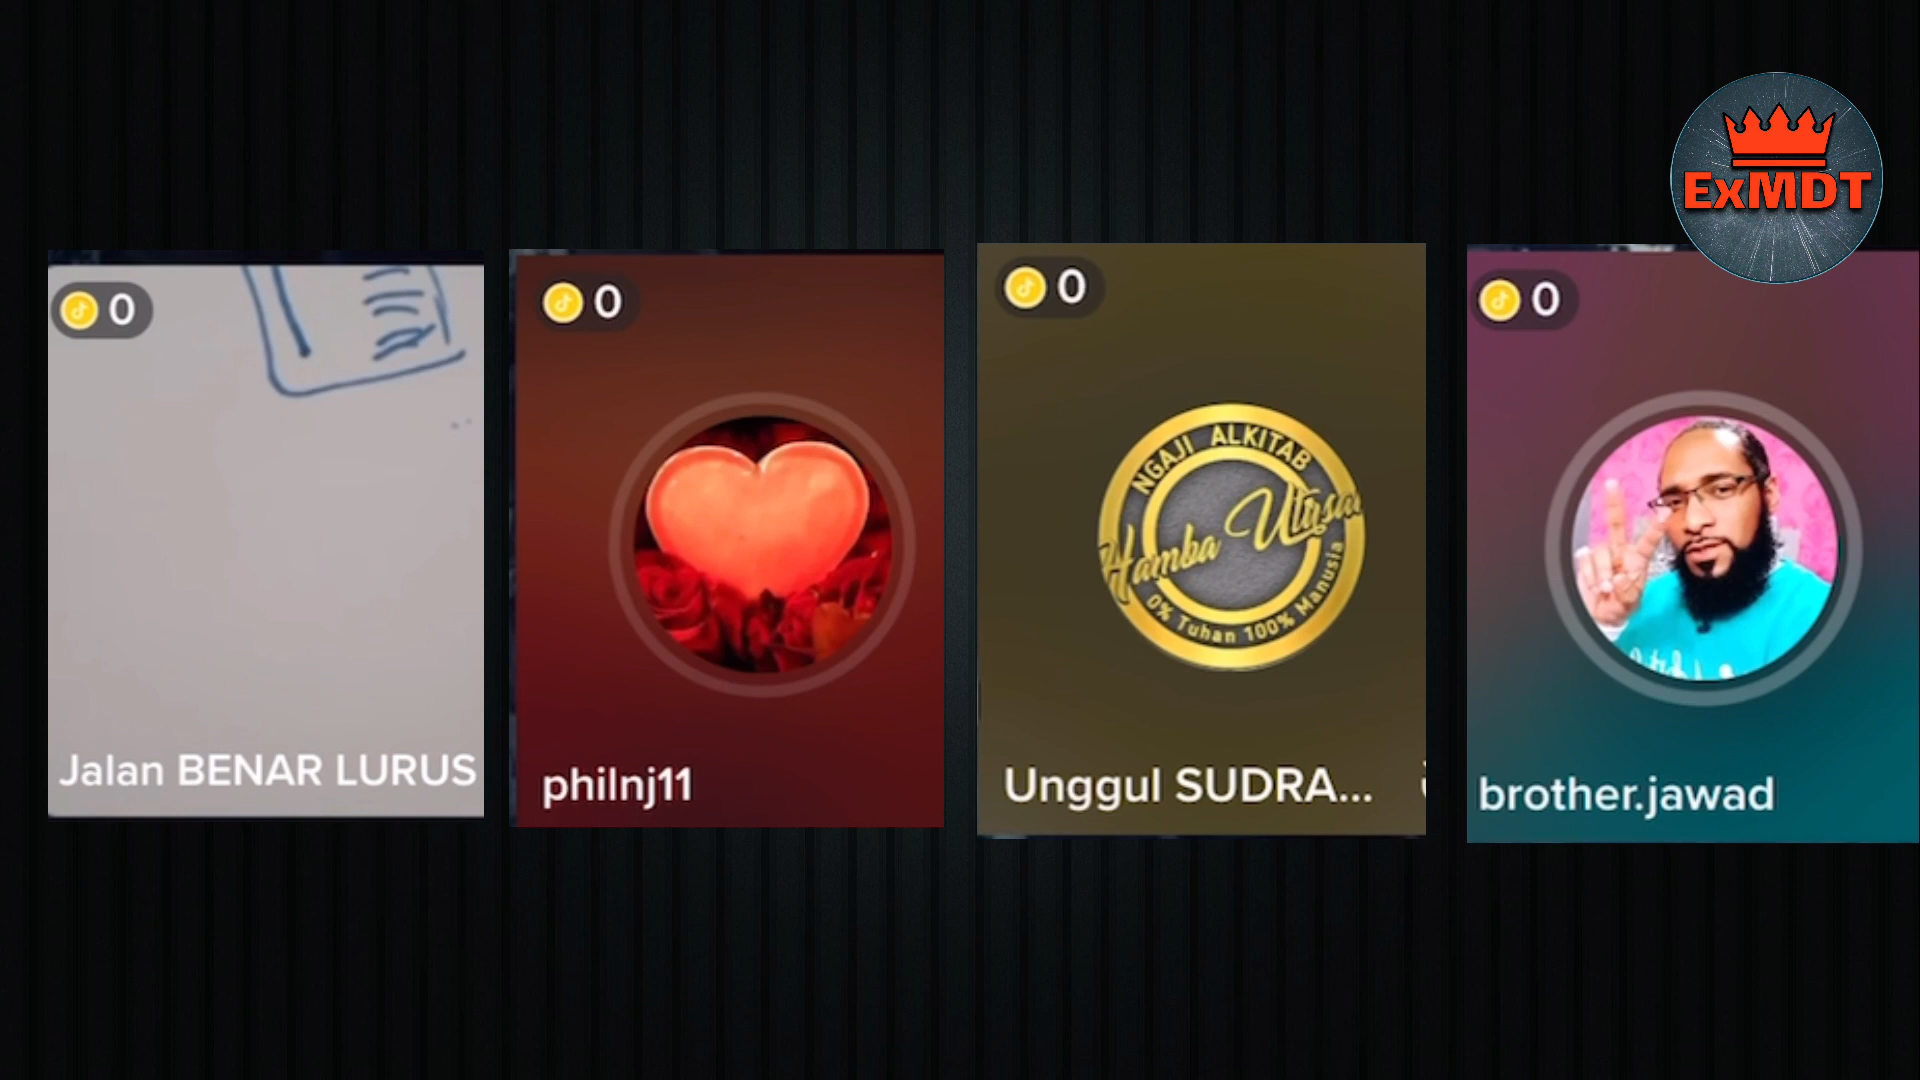 ExMDT
0
0
0
0
NGAJI ALKITAB
Hamba Utusan
0% Tuhan 100% Manusia
Jalan BENAR LURUS
philnj11
Unggul SUDRA...
brother.jawad